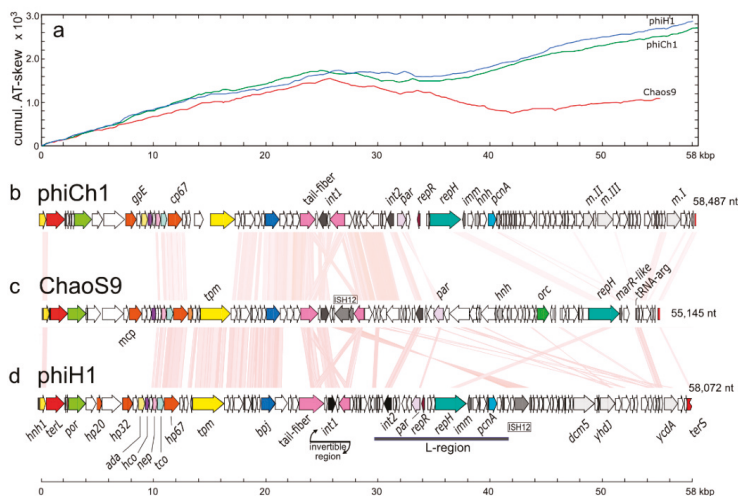 a
cumul. AT-skew x 10³
3.0
2.0
1.0
0
phiH1
phiCh1
Chaos9
0 10 20 30 40 50 58 kbp
b phiCh1
gpE cp67 tail-fiber int1 int2 par repR repH imm hnh pcnA m.II m.III m.I
58,487 nt
c ChaoS9
mcp tpm ISH12 par hnh orc repH marR-like tRNA-arg
55,145 nt
d phiH1
58,072 nt
hnh1 terL por hp20 hp32 ada hco nep tco hp67 tpm bpj tail-fiber int1 int2 par repR repH imm pcnA ISH12 dcm5 yhdJ ycdA terS
invertible region
L-region
0 10 20 30 40 50 58 kbp